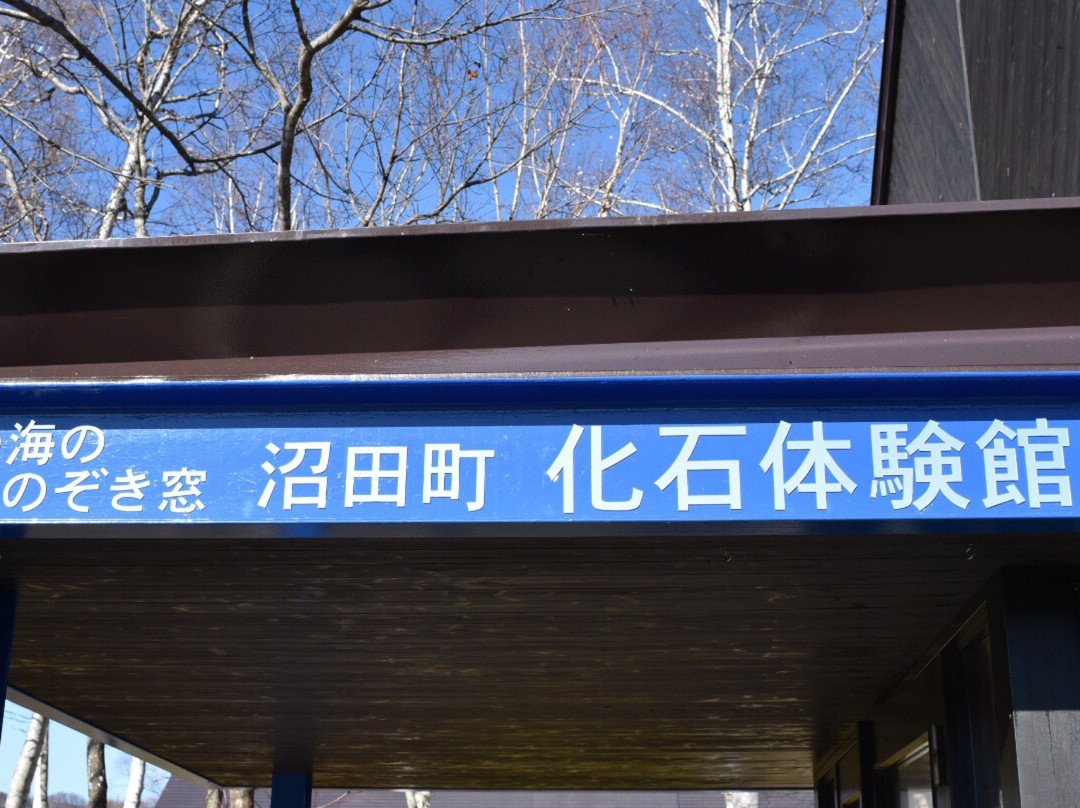 海の
のぞき窓
沼田町 化石体験館